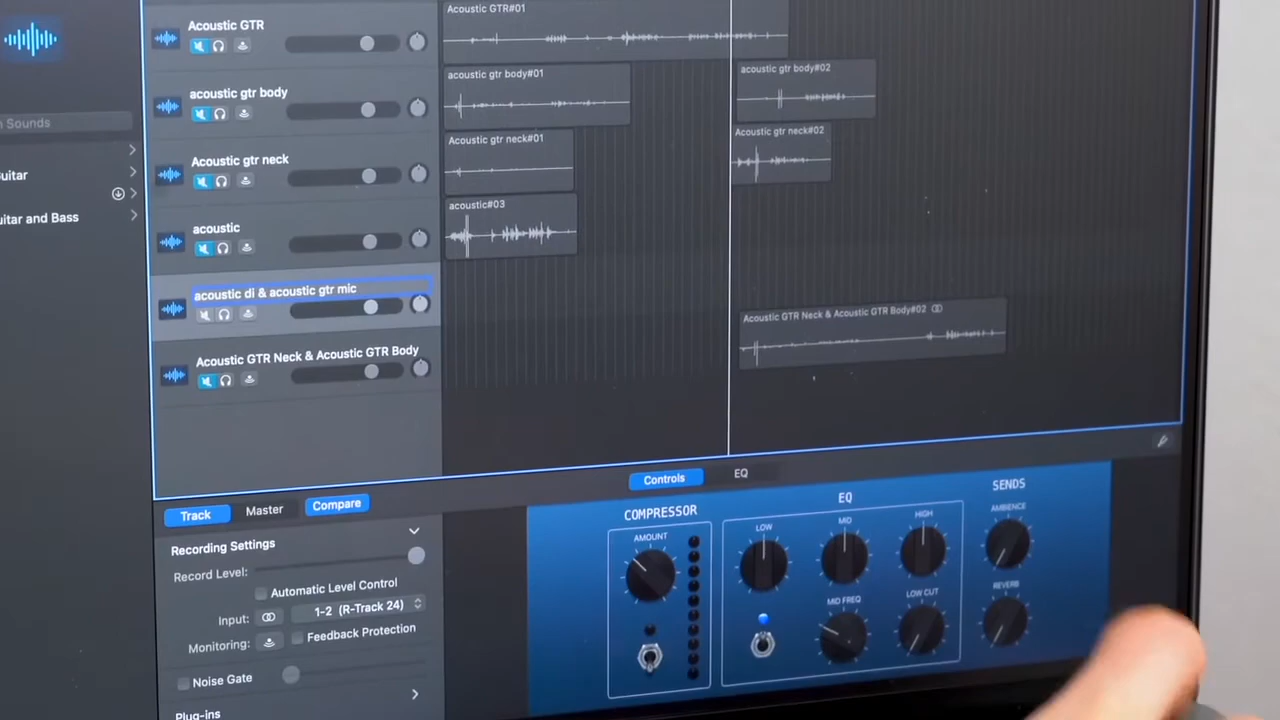 Acoustic GTR
Acoustic GTR#01
acoustic gtr body
acoustic gtr body#01
acoustic gtr body#02
Sounds
Acoustic gtr neck
Acoustic gtr neck#01
Acoustic gtr neck#02
uitar
uitar and Bass
acoustic
acoustic#03
acoustic di & acoustic gtr mic
Acoustic GTR Neck & Acoustic GTR Body#02
Acoustic GTR Neck & Acoustic GTR Body
Controls
EQ
Track
Master
Compare
Recording Settings
Record Level:
Automatic Level Control
Input:
1-2 (R-Track 24)
Monitoring:
Feedback Protection
Noise Gate
Plug-ins
COMPRESSOR
AMOUNT
EQ
LOW
MID
HIGH
MID FREQ
LOW CUT
SENDS
AMBIENCE
REVERB